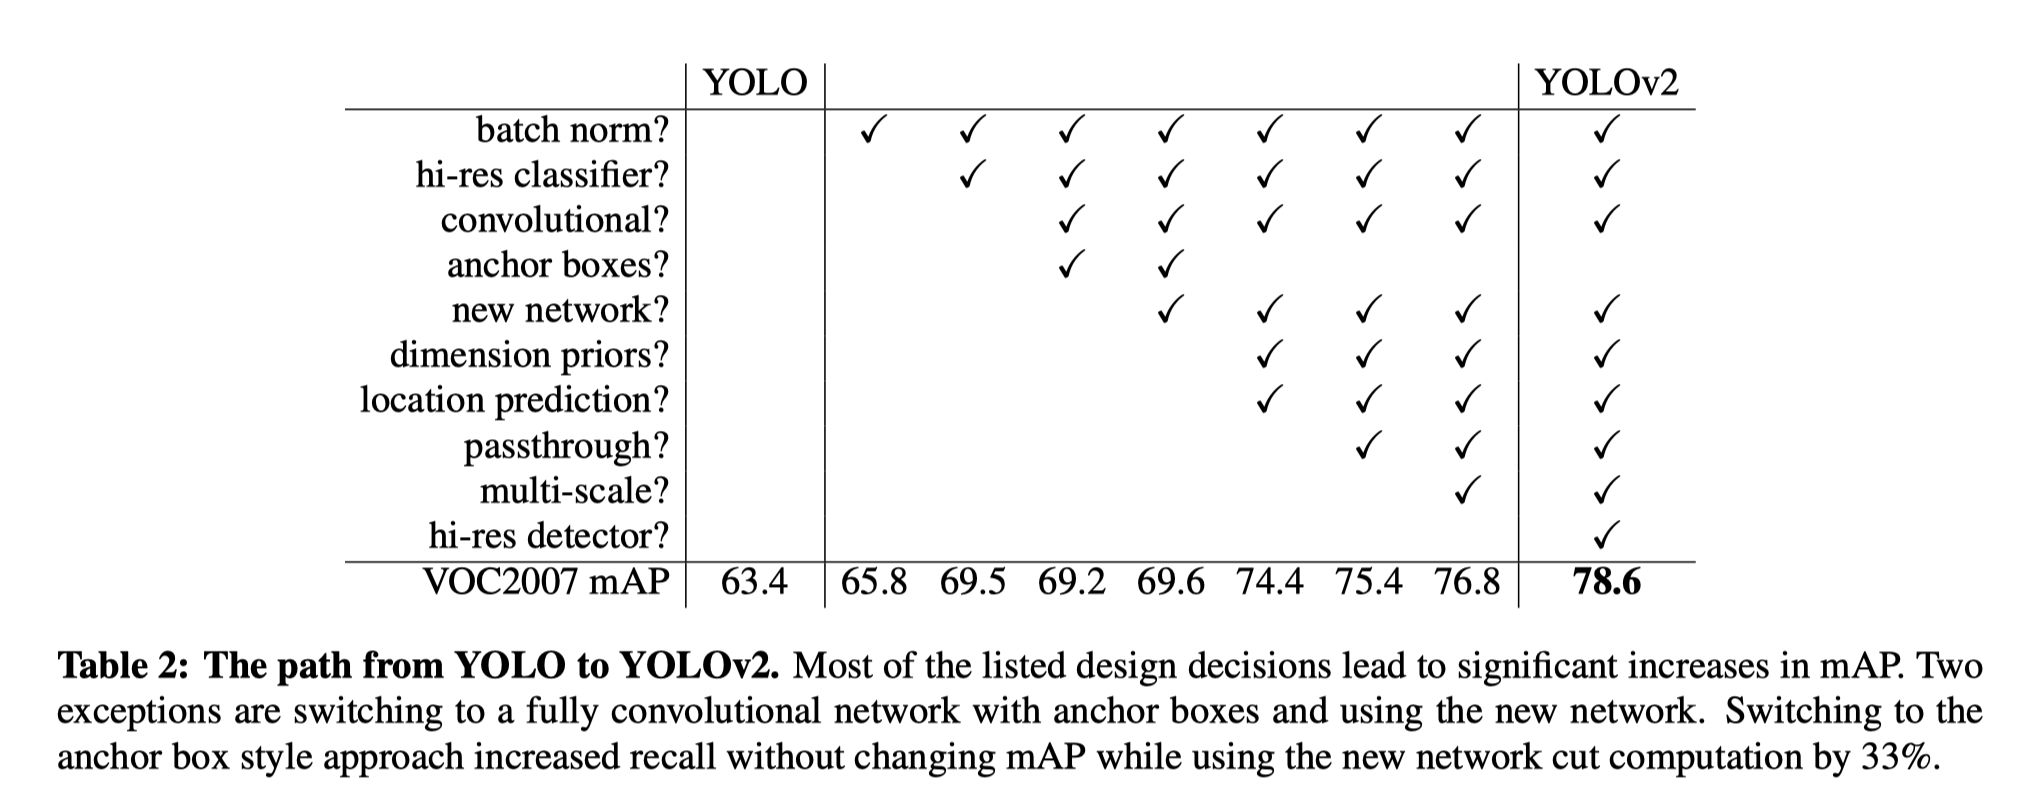 YOLO YOLOv2
batch norm? ✓ ✓ ✓ ✓ ✓ ✓ ✓ ✓
hi-res classifier? ✓ ✓ ✓ ✓ ✓ ✓ ✓
convolutional? ✓ ✓ ✓ ✓ ✓ ✓
anchor boxes? ✓ ✓
new network? ✓ ✓ ✓ ✓ ✓
dimension priors? ✓ ✓ ✓ ✓
location prediction? ✓ ✓ ✓ ✓
passthrough? ✓ ✓ ✓
multi-scale? ✓ ✓
hi-res detector? ✓
VOC2007 mAP 63.4 65.8 69.5 69.2 69.6 74.4 75.4 76.8 78.6
Table 2: The path from YOLO to YOLOv2. Most of the listed design decisions lead to significant increases in mAP. Two
exceptions are switching to a fully convolutional network with anchor boxes and using the new network. Switching to the
anchor box style approach increased recall without changing mAP while using the new network cut computation by 33%.